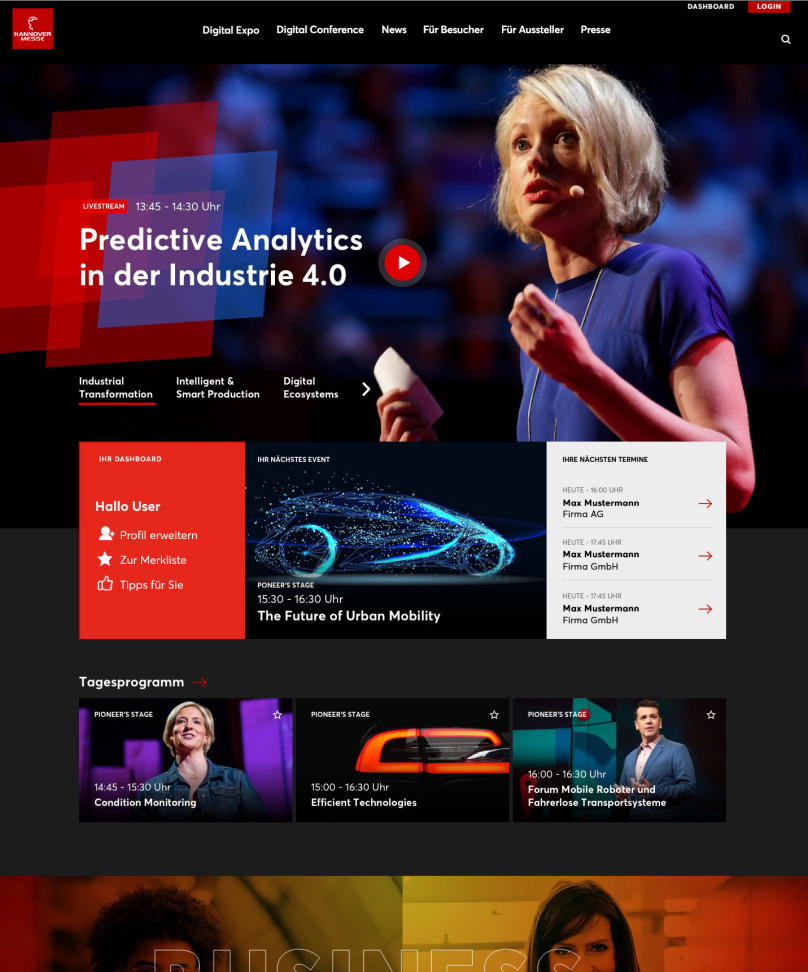 DASHBOARD
LOGIN
HANNOVER
MESSE
Digital Expo
Digital Conference
News
Für Besucher
Für Aussteller
Presse
LIVESTREAM 13:45 - 14:30 Uhr
Predictive Analytics
in der Industrie 4.0
Industrial
Transformation
Intelligent &
Smart Production
Digital
Ecosystems
IHR DASHBOARD
Hallo User
Profil erweitern
Zur Merkliste
Tipps für Sie
IHR NÄCHSTES EVENT
PONEER'S STAGE
15:30 - 16:30 Uhr
The Future of Urban Mobility
IHRE NÄCHSTEN TERMINE
HEUTE - 16:00 UHR
Max Mustermann
Firma AG
HEUTE - 17:45 UHR
Max Mustermann
Firma GmbH
HEUTE - 17:45 UHR
Max Mustermann
Firma GmbH
Tagesprogramm
PIONEER'S STAGE
14:45 - 15:30 Uhr
Condition Monitoring
PIONEER'S STAGE
15:00 - 16:30 Uhr
Efficient Technologies
PIONEER'S STAGE
16:00 - 16:30 Uhr
Forum Mobile Roboter und
Fahrerlose Transportsysteme
BUSINESS